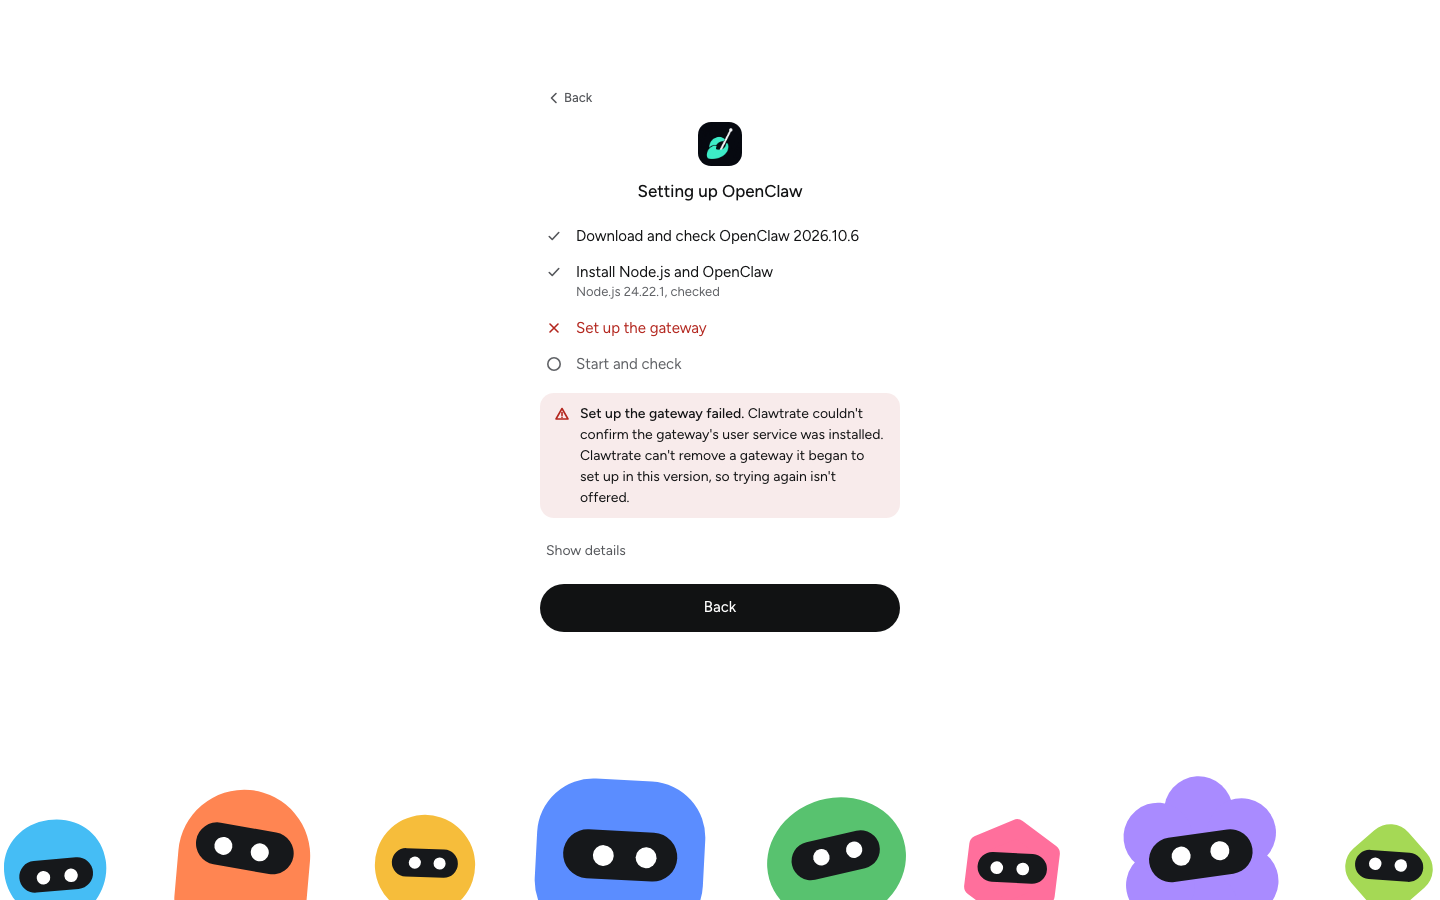 Back
Setting up OpenClaw
Download and check OpenClaw 2026.10.6
Install Node.js and OpenClaw
Node.js 24.22.1, checked
Set up the gateway
Start and check
Set up the gateway failed. Clawtrate couldn't
confirm the gateway's user service was installed.
Clawtrate can't remove a gateway it began to
set up in this version, so trying again isn't
offered.
Show details
Back